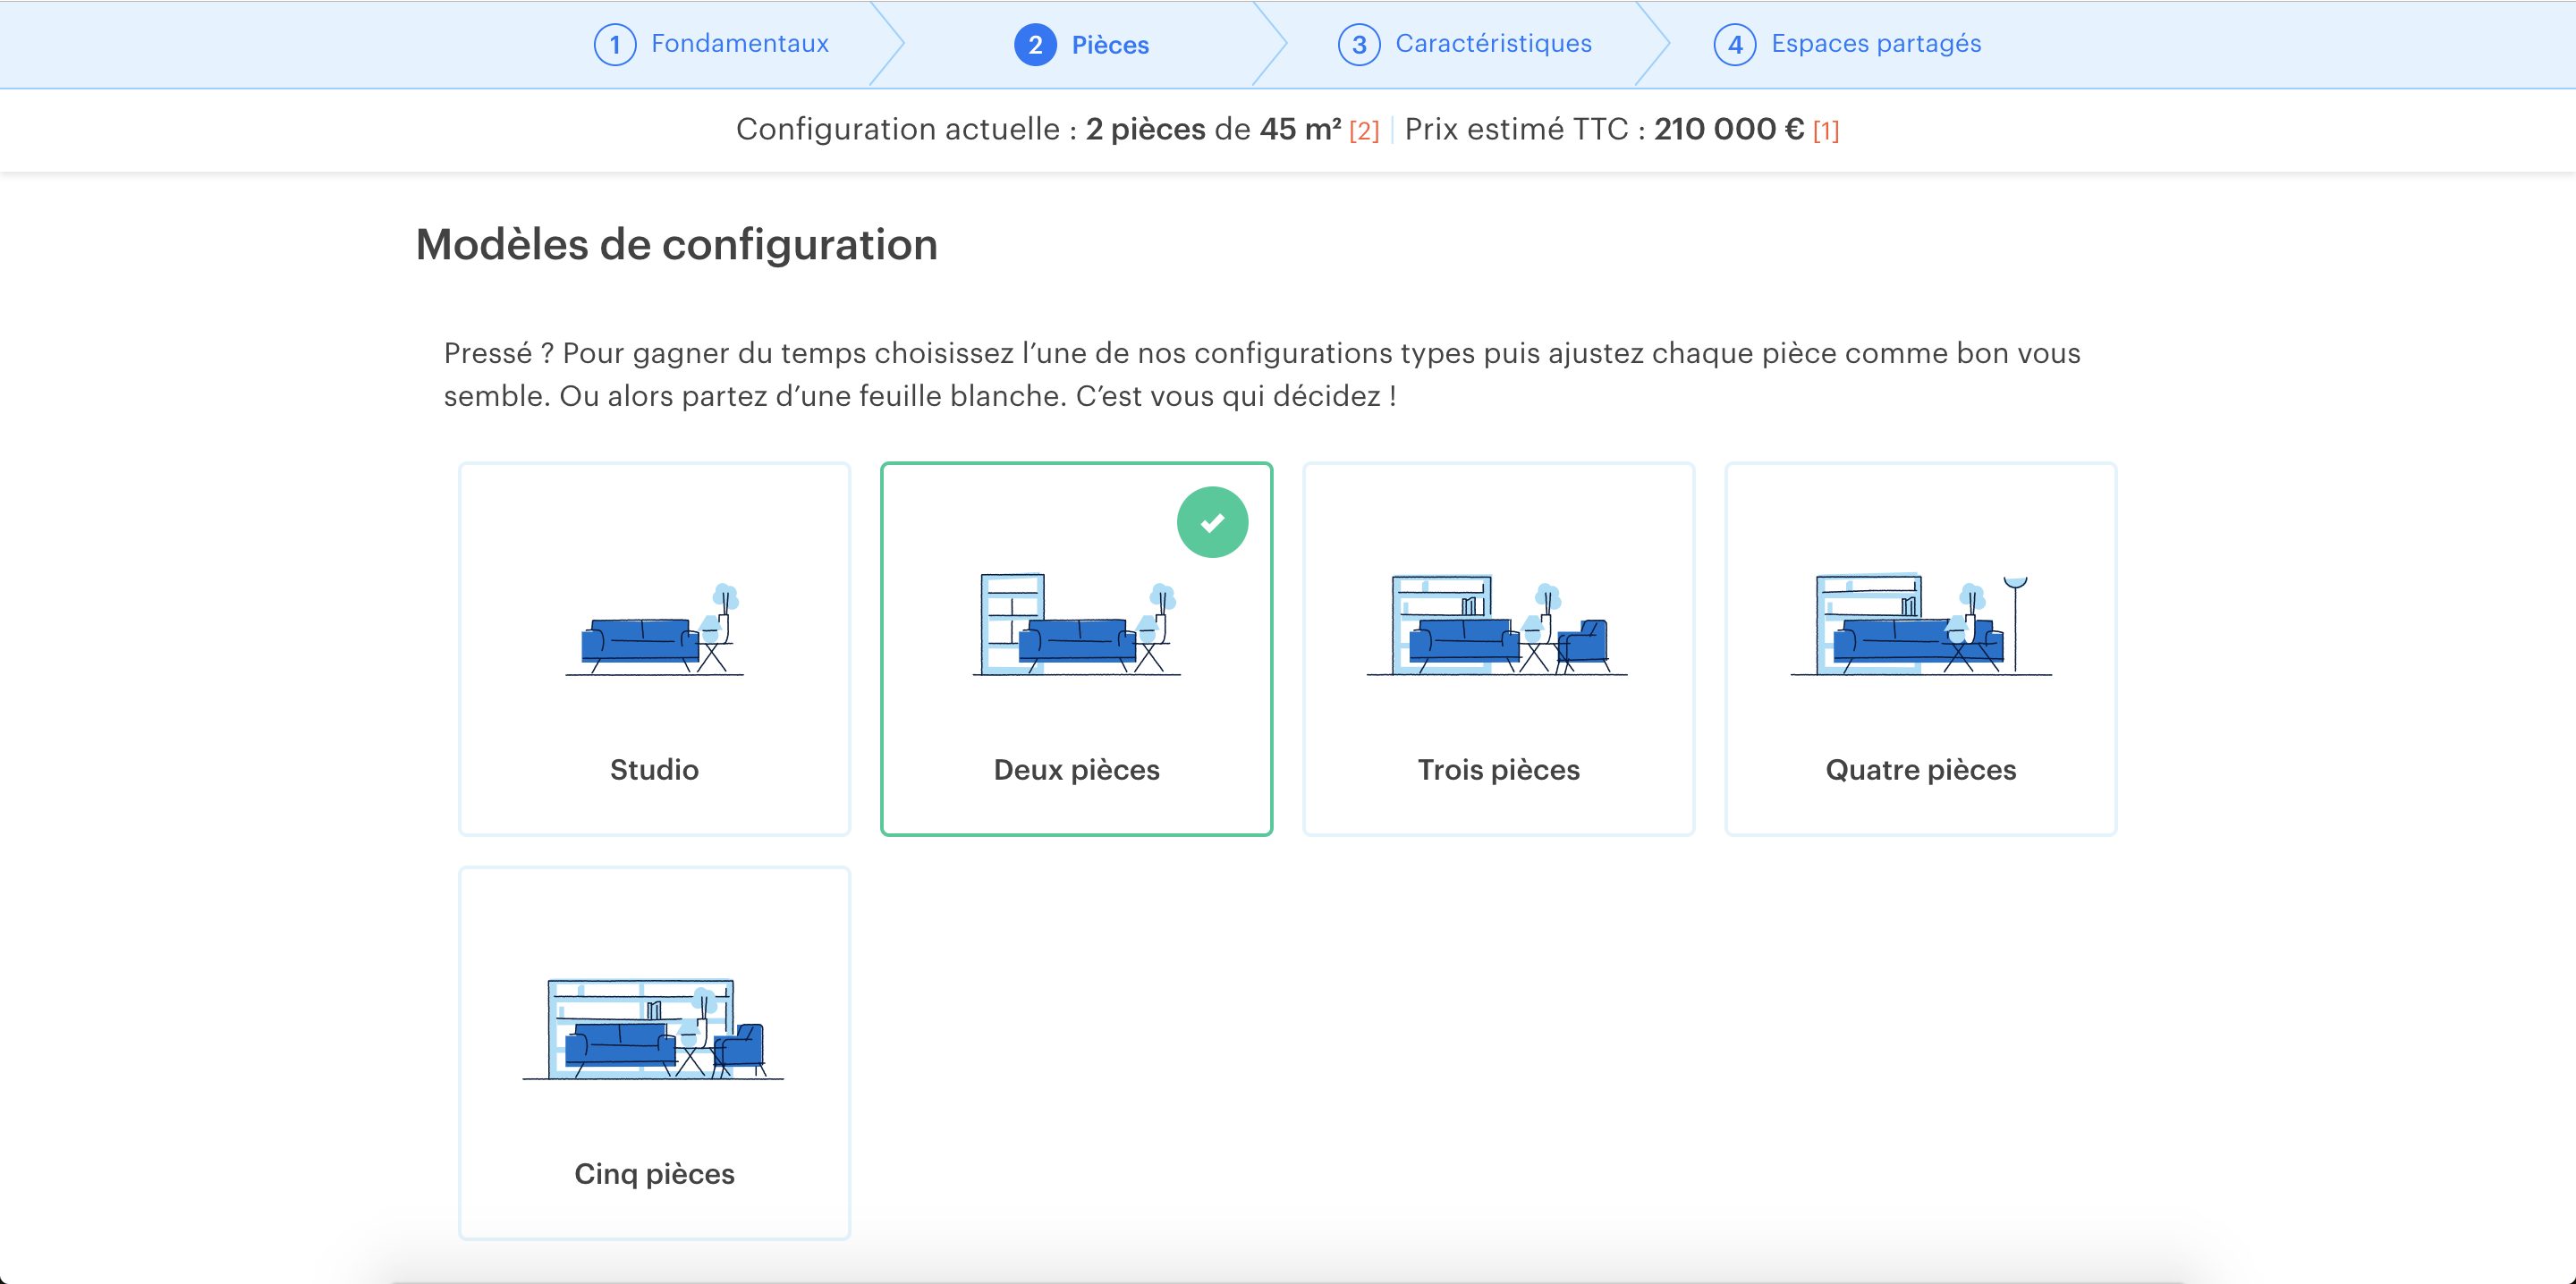 1 Fondamentaux
2 Pièces
3 Caractéristiques
4 Espaces partagés
Configuration actuelle : 2 pièces de 45 m² [2] Prix estimé TTC : 210 000 € [1]
Modèles de configuration
Pressé ? Pour gagner du temps choisissez l’une de nos configurations types puis ajustez chaque pièce comme bon vous
semble. Ou alors partez d’une feuille blanche. C’est vous qui décidez !
Studio
Deux pièces
Trois pièces
Quatre pièces
Cinq pièces